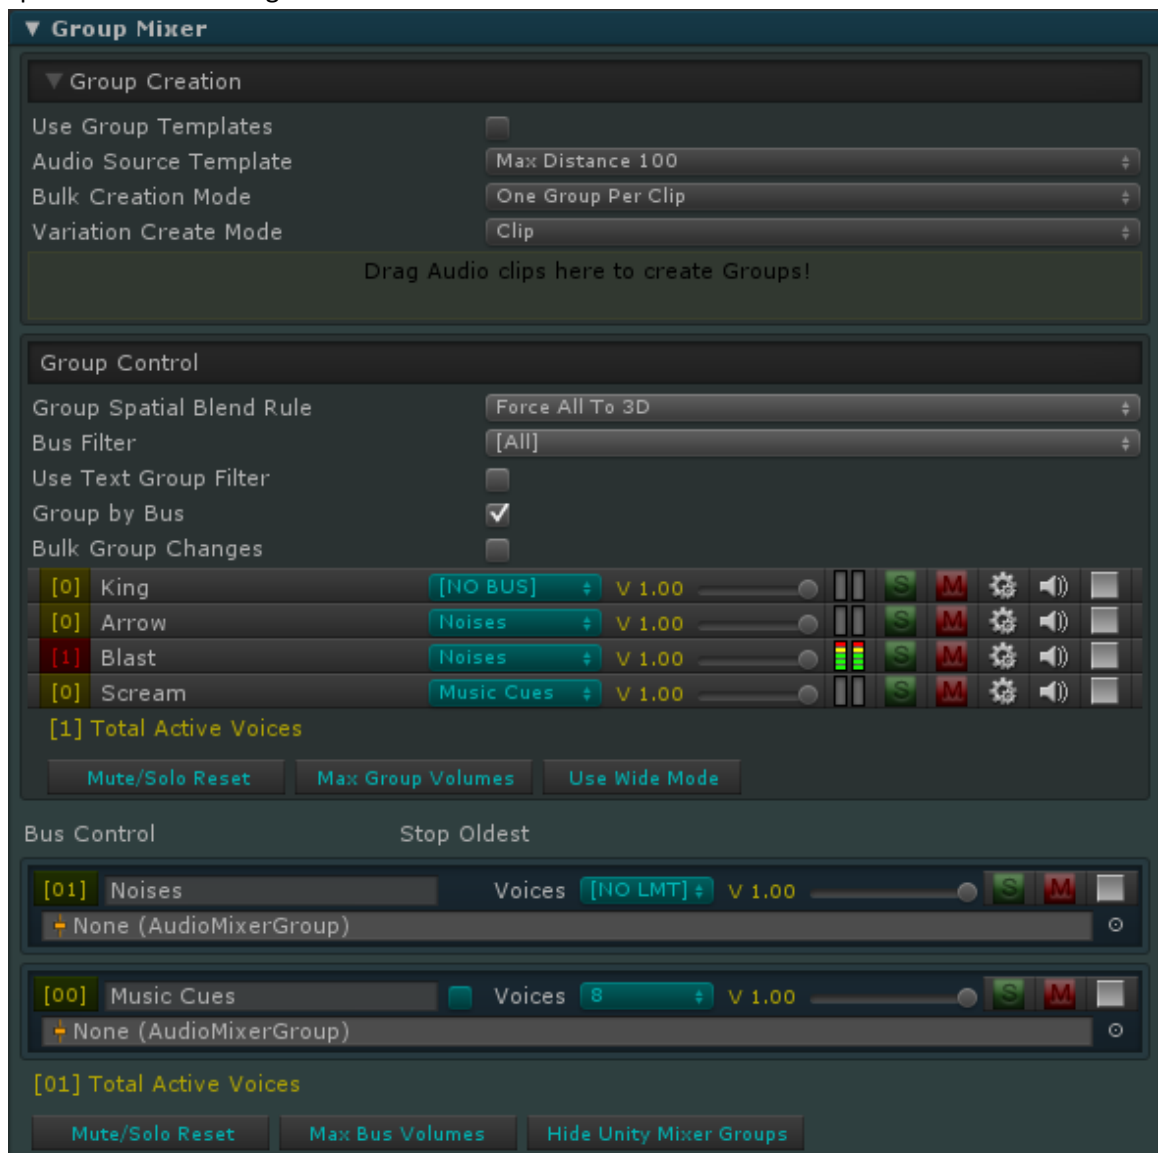 Group Mixer
Group Creation
Use Group Templates
Audio Source Template Max Distance 100
Bulk Creation Mode One Group Per Clip
Variation Create Mode Clip
Drag Audio clips here to create Groups!
Group Control
Group Spatial Blend Rule Force All To 3D
Bus Filter [All]
Use Text Group Filter
Group by Bus
Bulk Group Changes
[0] King [NO BUS] V 1.00 S M
[0] Arrow Noises V 1.00 S M
[1] Blast Noises V 1.00 S M
[0] Scream Music Cues V 1.00 S M
[1] Total Active Voices
Mute/Solo Reset Max Group Volumes Use Wide Mode
Bus Control Stop Oldest
[01] Noises Voices [NO LMT] V 1.00 S M
None (AudioMixerGroup)
[00] Music Cues Voices 8 V 1.00 S M
None (AudioMixerGroup)
[01] Total Active Voices
Mute/Solo Reset Max Bus Volumes Hide Unity Mixer Groups